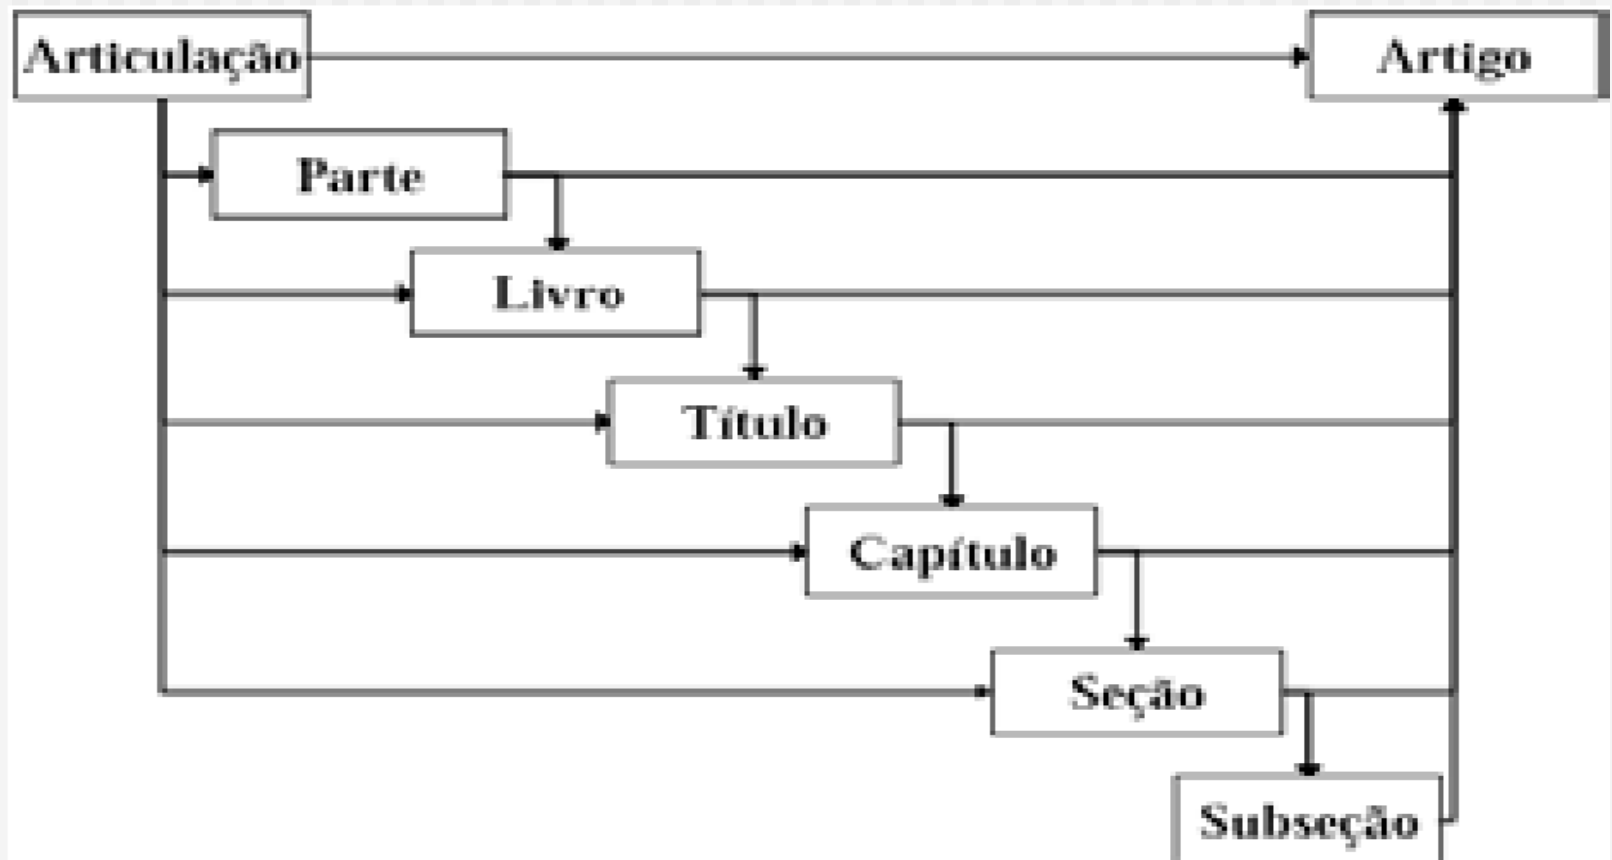 Articulação
Artigo
Parte
Livro
Título
Capítulo
Seção
Subseção